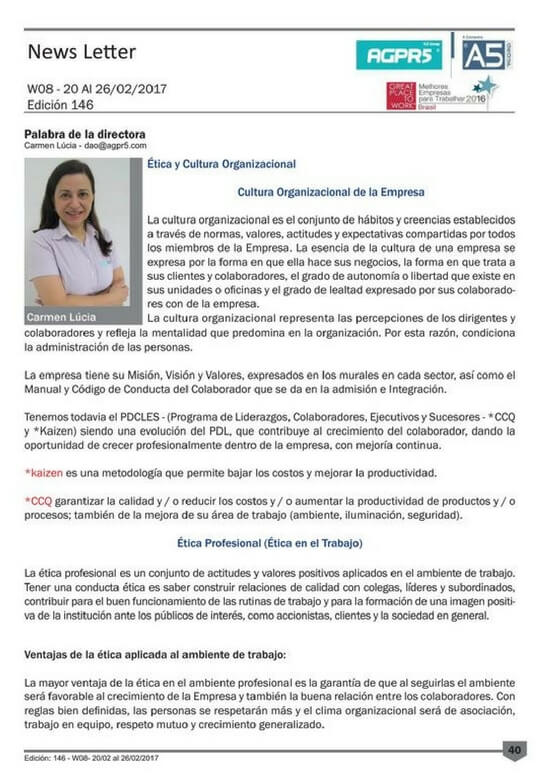 News Letter
AGPR5
A5
W08 - 20 Al 26/02/2017
Edición 146
GREAT
PLACE
TO
WORK
Melhores
Empresas
para Trabalhar 2016
Brasil
Palabra de la directora
Carmen Lúcia - dao@agpr5.com
Ética y Cultura Organizacional
Cultura Organizacional de la Empresa
La cultura organizacional es el conjunto de hábitos y creencias establecidos
a través de normas, valores, actitudes y expectativas compartidas por todos
los miembros de la Empresa. La esencia de la cultura de una empresa se
expresa por la forma en que ella hace sus negocios, la forma en que trata a
sus clientes y colaboradores, el grado de autonomía o libertad que existe en
sus unidades o oficinas y el grado de lealtad expresado por sus colaborado-
res con de la empresa.
Carmen Lúcia
La cultura organizacional representa las percepciones de los dirigentes y
colaboradores y refleja la mentalidad que predomina en la organización. Por esta razón, condiciona
la administración de las personas.
La empresa tiene su Misión, Visión y Valores, expresados en los murales en cada sector, así como el
Manual y Código de Conducta del Colaborador que se da en la admisión e Integración.
Tenemos todavia el PDCLES - (Programa de Liderazgos, Colaboradores, Ejecutivos y Sucesores - *CCQ
y *Kaizen) siendo una evolución del PDL, que contribuye al crecimiento del colaborador, dando la
oportunidad de crecer profesionalmente dentro de la empresa, con mejoría continua.
*kaizen es una metodología que permite bajar los costos y mejorar la productividad.
*CCQ garantizar la calidad y / o reducir los costos y / o aumentar la productividad de productos y / o
procesos; también de la mejora de su área de trabajo (ambiente, iluminación, seguridad).
Ética Profesional (Ética en el Trabajo)
La ética profesional es un conjunto de actitudes y valores positivos aplicados en el ambiente de trabajo.
Tener una conducta ética es saber construir relaciones de calidad con colegas, líderes y subordinados,
contribuir para el buen funcionamiento de las rutinas de trabajo y para la formación de una imagen positi-
va de la institución ante los públicos de interés, como accionistas, clientes y la sociedad en general.
Ventajas de la ética aplicada al ambiente de trabajo:
La mayor ventaja de la ética en el ambiente profesional es la garantía de que al seguirlas el ambiente
será favorable al crecimiento de la Empresa y también la buena relación entre los colaboradores. Con
reglas bien definidas, las personas se respetarán más y el clima organizacional será de asociación,
trabajo en equipo, respeto mutuo y crecimiento generalizado.
40
Edición: 146 - W08- 20/02 al 26/02/2017